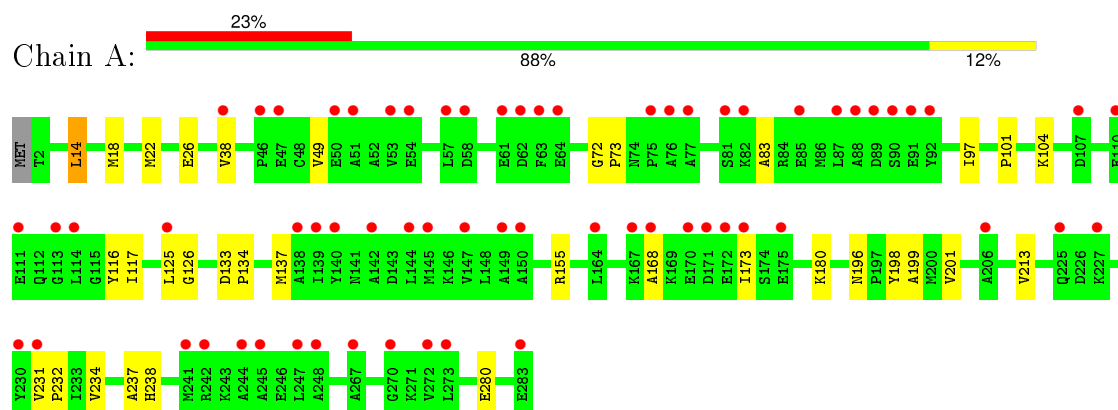 23%
Chain A:
88% 12%
MET T2 L14 M18 M22 E26 V38 P46 E47 C48 V49 E50 A51 A52 V53 E54 L57 D58 E61 D62 F63 E64 G72 P73 N74 P75 A76 A77 S81 K82 A83 E84 E85 M86 L87 A88 D89 S90 E91 Y92 I97 P101 K104 D107 E110
E111 Q112 G113 L114 G115 Y116 I117 L125 G126 D133 P134 M137 A138 I139 Y140 N141 A142 D143 L144 M145 K146 V147 L148 A149 A150 R155 L164 K167 A168 K169 E170 D171 E172 I173 S174 E175 K180 N196 P197 Y198 A199 M200 V201 A206 V213 Q225 D226 K227
Y230 V231 P232 I233 V234 A237 H238 M241 R242 K243 A244 A245 E246 L247 A248 A267 G270 K271 V272 L273 E280 E283